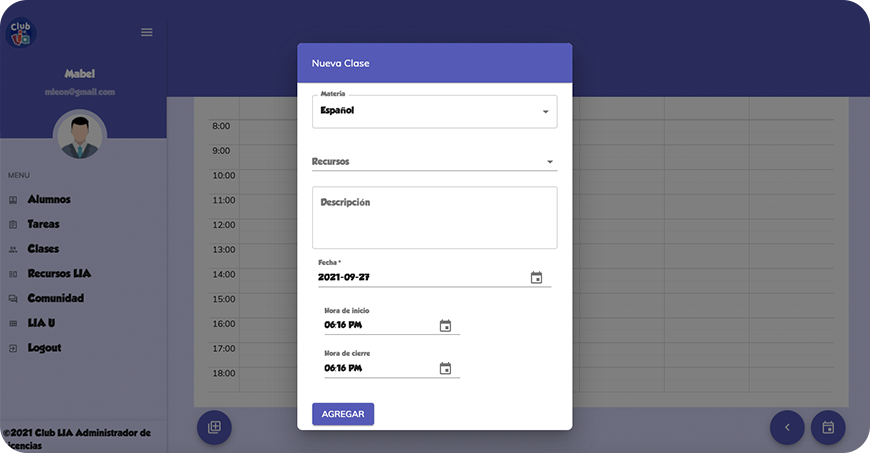 Club
LIA
Mabel
mleon@gmail.com
MENU
Alumnos
Tareas
Clases
Recursos LIA
Comunidad
LIA U
Logout
©2021 Club LIA Administrador de
licencias
8:00
9:00
10:00
11:00
12:00
13:00
14:00
15:00
16:00
17:00
18:00
Nueva Clase
Materia
Español
Recursos
Descripción
Fecha *
2021-09-27
Hora de inicio
06:16 PM
Hora de cierre
06:16 PM
AGREGAR